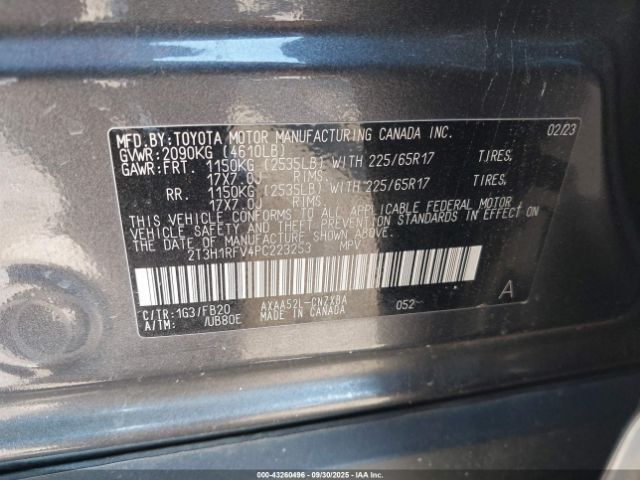 MFD.BY:TOYOTA MOTOR MANUFACTURING CANADA INC. 02/23
GVWR:2090KG (4610LB)
GAWR:FRT. 1150KG (2535LB) WITH 225/65R17 TIRES,
17X7.0J RIMS,
RR. 1150KG (2535LB) WITH 225/65R17 TIRES,
17X7.0J RIMS,
THIS VEHICLE CONFORMS TO ALL APPLICABLE FEDERAL MOTOR
VEHICLE SAFETY AND THEFT PREVENTION STANDARDS IN EFFECT ON
THE DATE OF MANUFACTURE SHOWN ABOVE.
2T3H1RFV4PC223253 MPV
C/TR:1G3/FB20 AXAA52L-CNZXBA 052- A
A/TM: /UB80E MADE IN CANADA
000-43260496 - 09/30/2025 - IAAI.COM